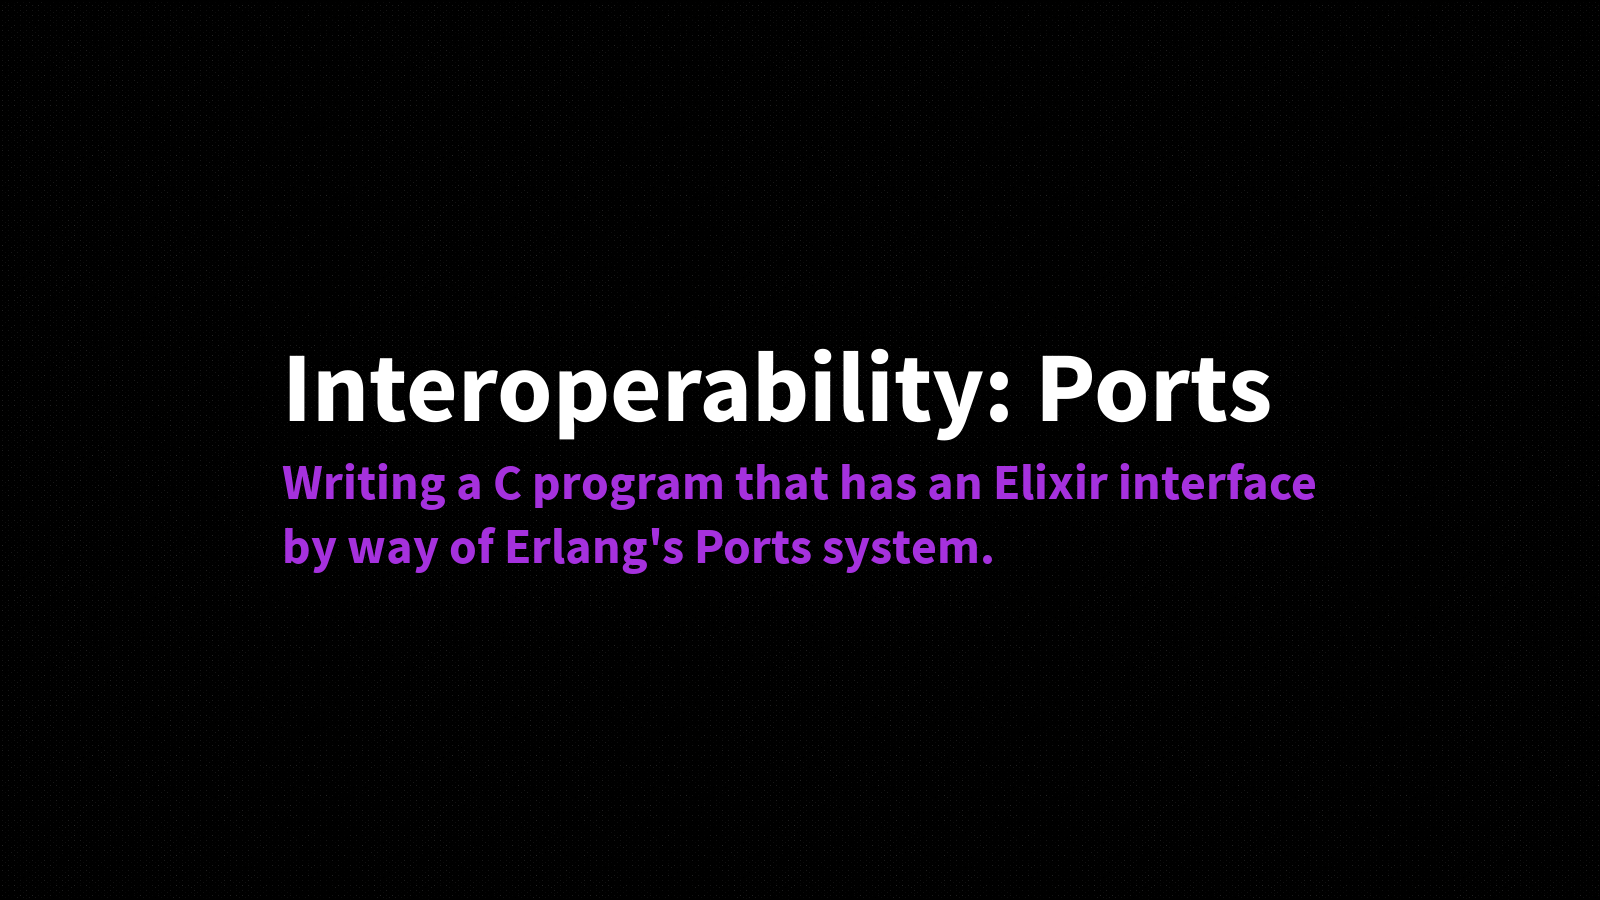 Interoperability: Ports
Writing a C program that has an Elixir interface
by way of Erlang's Ports system.